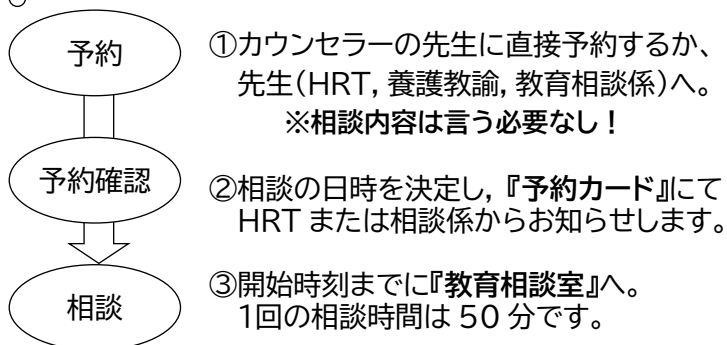 予約
①カウンセラーの先生に直接予約するか、
先生(HRT, 養護教諭, 教育相談係)へ。
※相談内容は言う必要なし！
予約確認
②相談の日時を決定し，『予約カード』にて
HRT または相談係からお知らせします。
相談
③開始時刻までに『教育相談室』へ。
1回の相談時間は 50 分です。